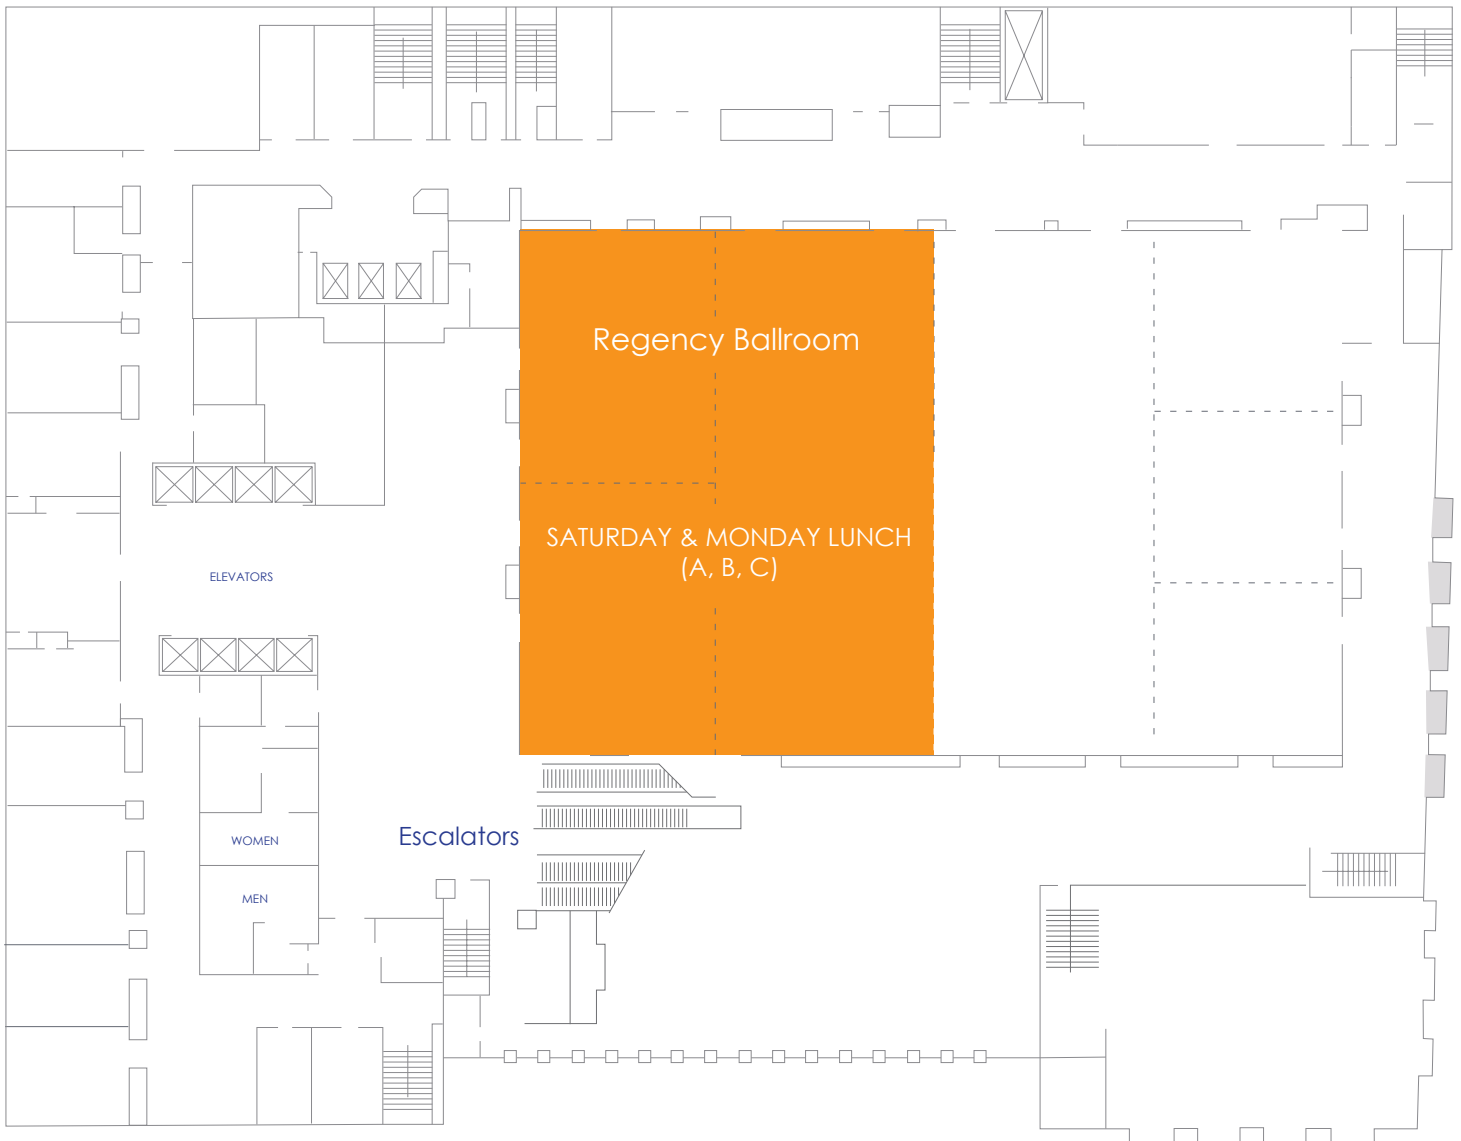 Regency Ballroom
SATURDAY & MONDAY LUNCH
(A, B, C)
ELEVATORS
Escalators
WOMEN
MEN